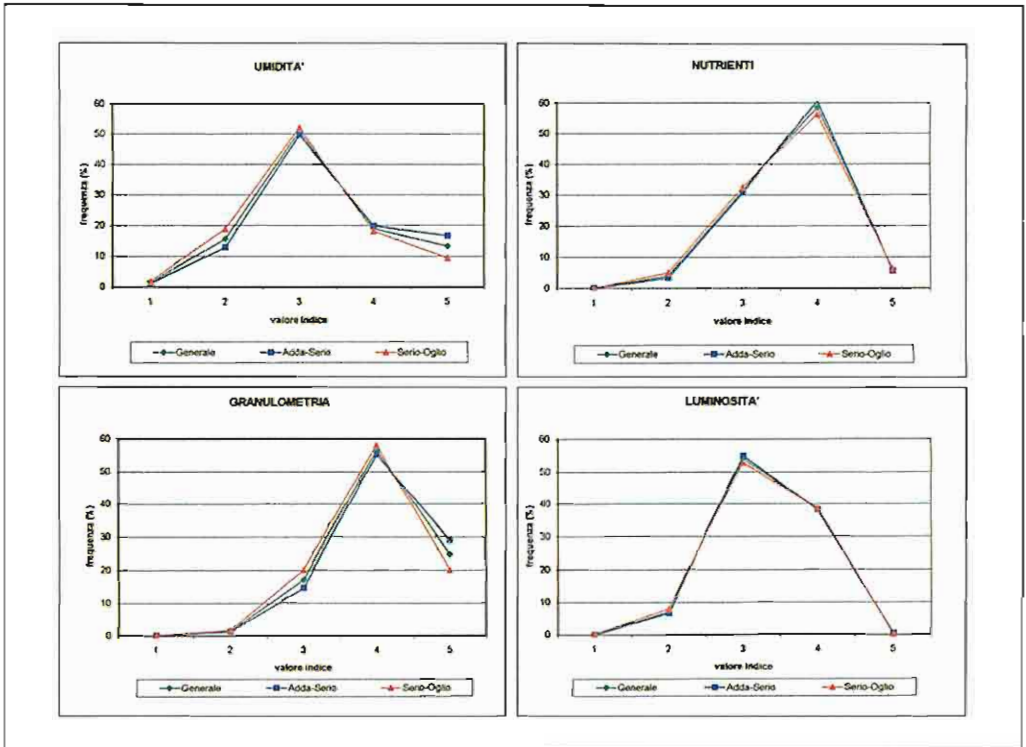 UMIDITA'
60
50
40
30
20
10
0
frequenza (%)
1 2 3 4 5
valore indice
Generale Adda-Serio Serio-Oglio
NUTRIENTI
60
50
40
30
20
10
0
frequenza (%)
1 2 3 4 5
valore indice
Generale Adda-Serio Serio-Oglio
GRANULOMETRIA
60
50
40
30
20
10
0
frequenza (%)
1 2 3 4 5
valore indice
Generale Adda-Serio Serio-Oglio
LUMINOSITA'
60
50
40
30
20
10
0
frequenza (%)
1 2 3 4 5
valore indice
Generale Adda-Serio Serio-Oglio